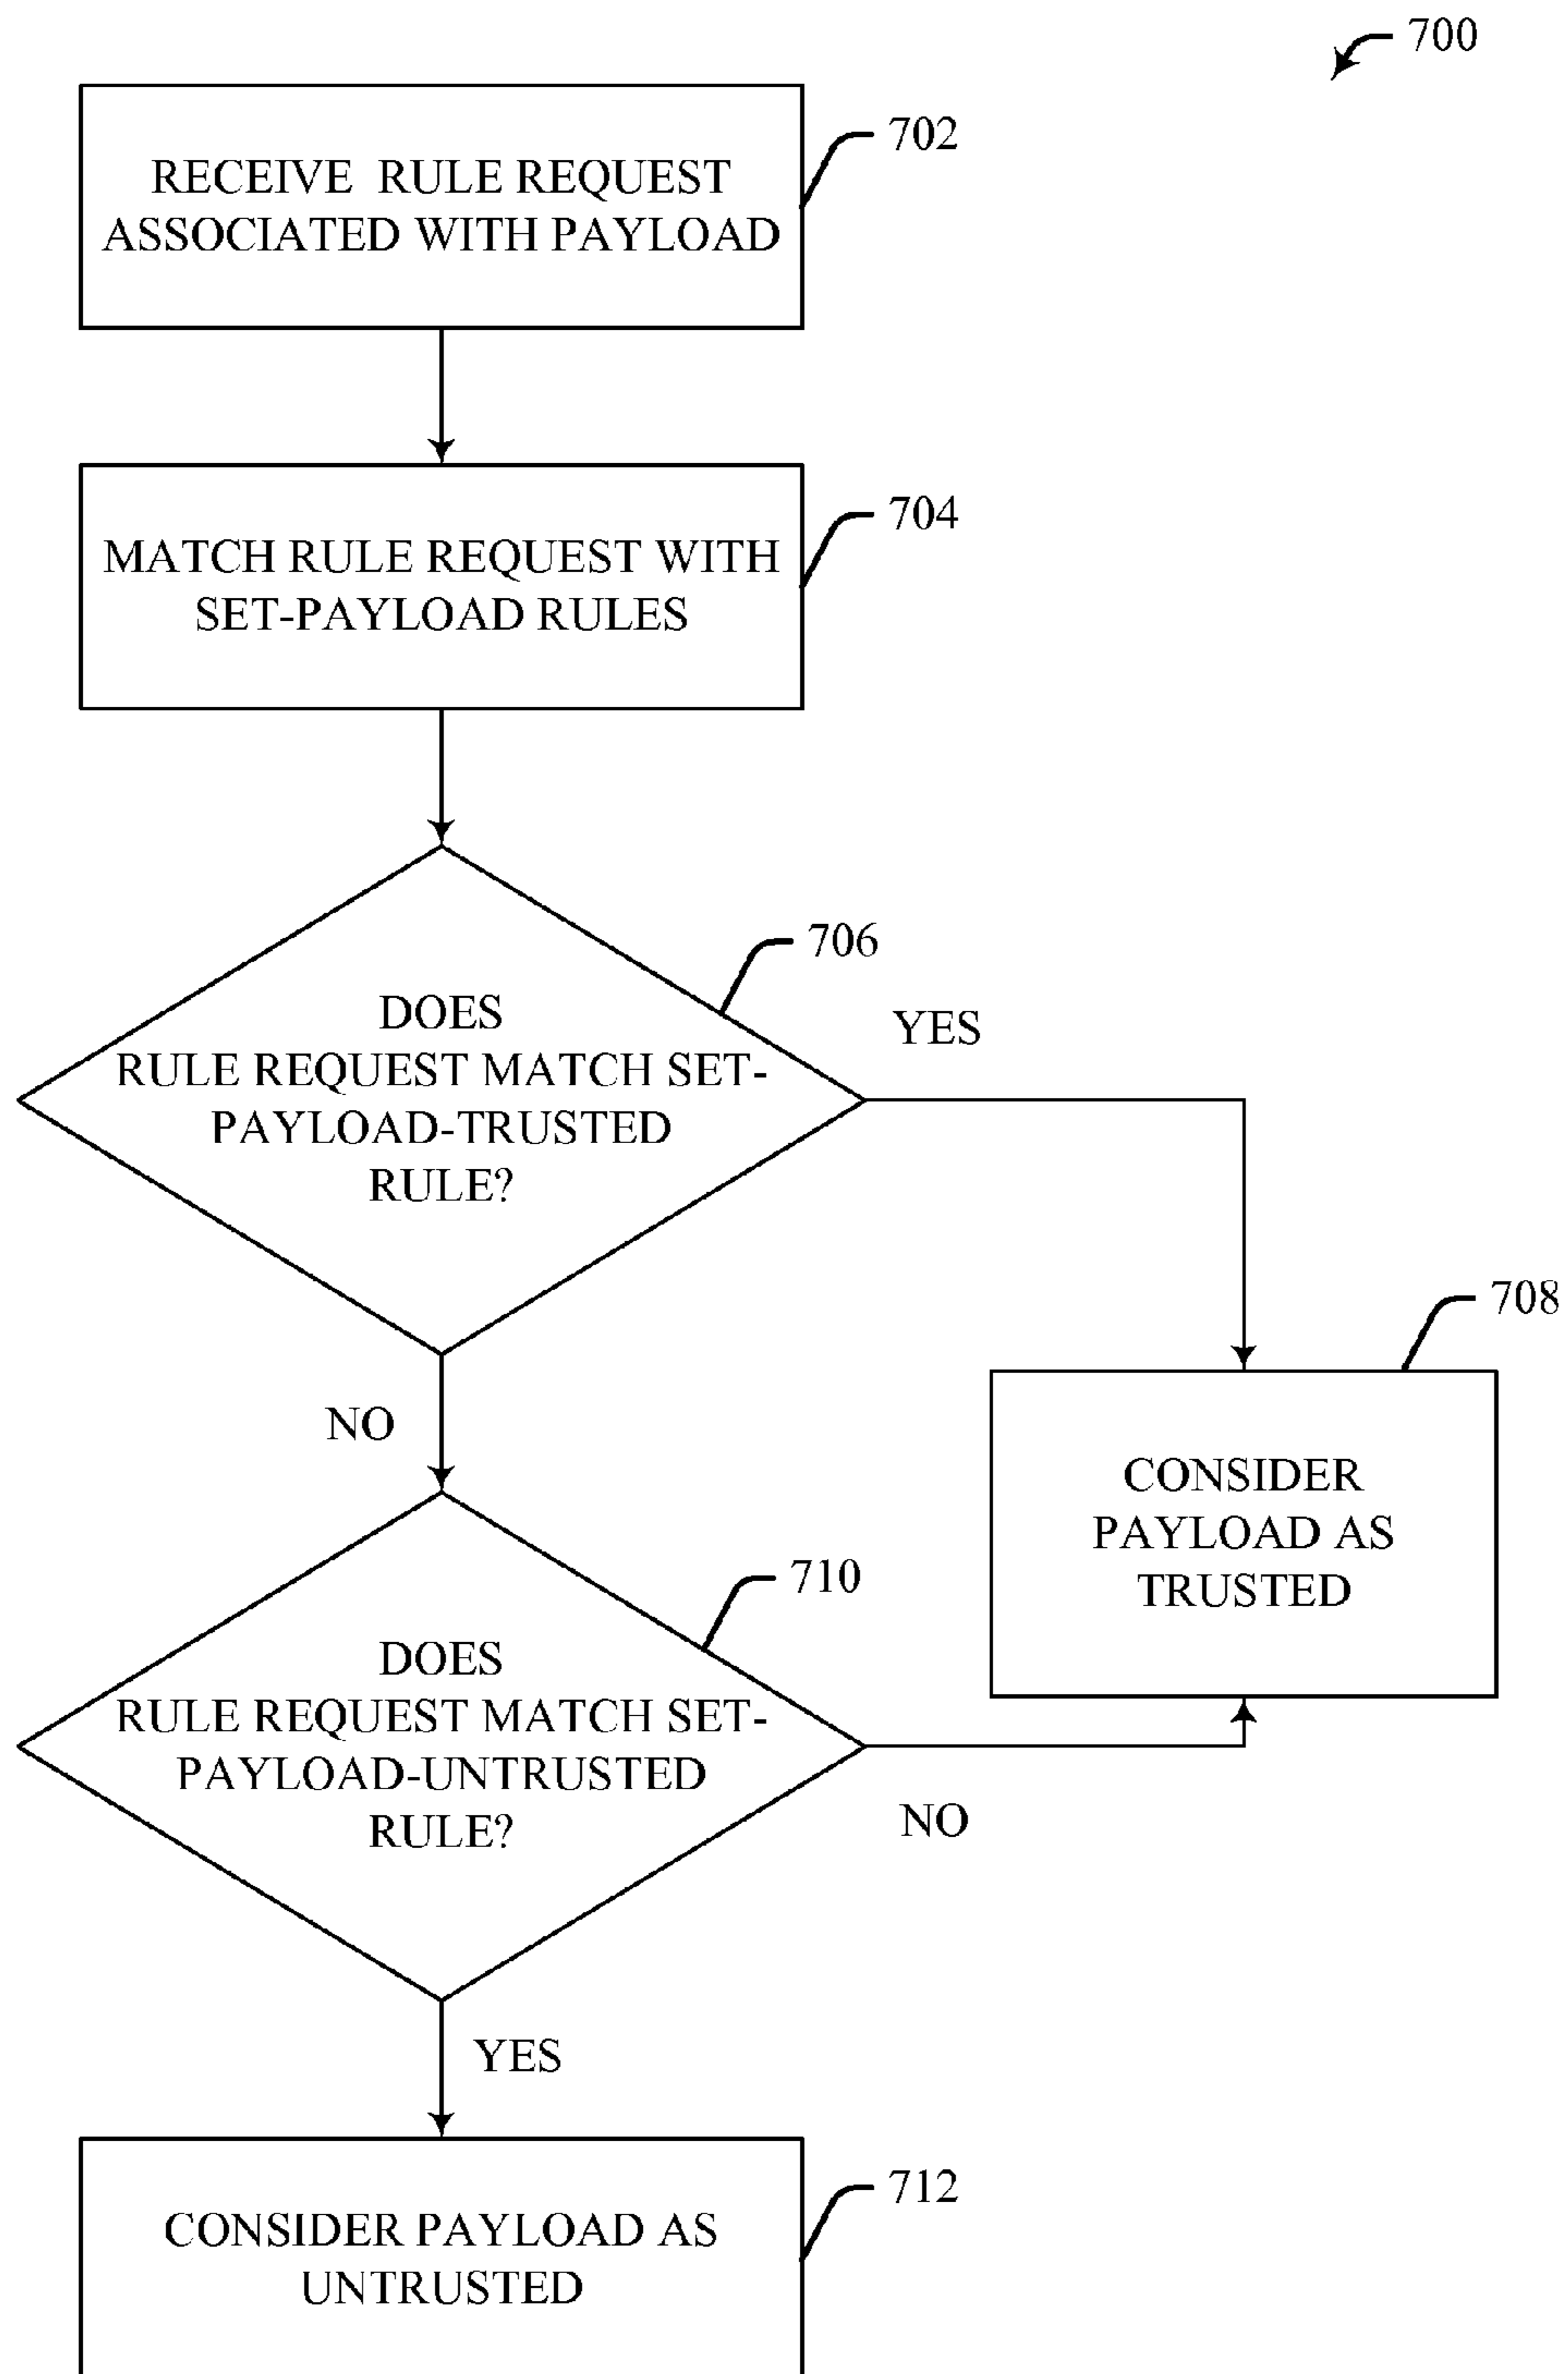 700
702
RECEIVE RULE REQUEST
ASSOCIATED WITH PAYLOAD
704
MATCH RULE REQUEST WITH
SET-PAYLOAD RULES
706
DOES
RULE REQUEST MATCH SET-
PAYLOAD-TRUSTED
RULE?
YES
708
NO
CONSIDER
PAYLOAD AS
TRUSTED
710
DOES
RULE REQUEST MATCH SET-
PAYLOAD-UNTRUSTED
RULE?
NO
YES
712
CONSIDER PAYLOAD AS
UNTRUSTED